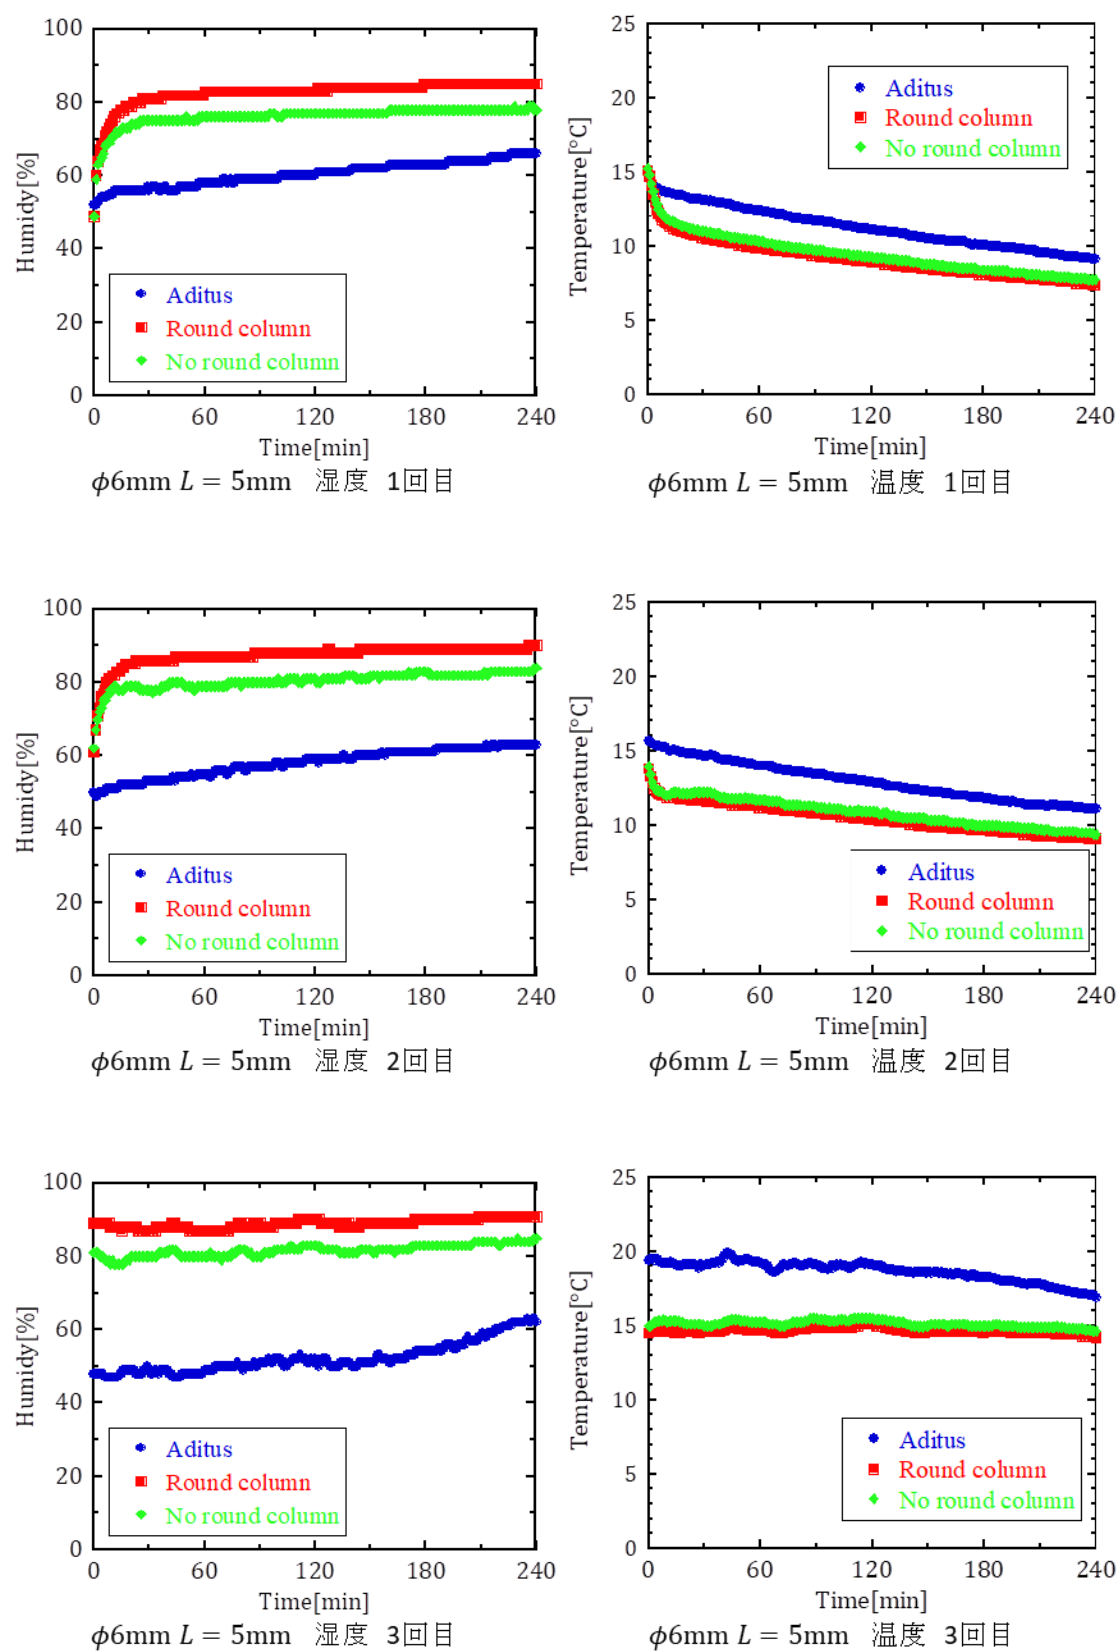 100
80
60
40
20
0
Humidy[%]
Aditus
Round column
No round column
0 60 120 180 240
Time[min]
ϕ6mm L = 5mm 湿度 1回目
25
20
15
10
5
0
Temperature[°C]
Aditus
Round column
No round column
0 60 120 180 240
Time[min]
ϕ6mm L = 5mm 温度 1回目
100
80
60
40
20
0
Humidy[%]
Aditus
Round column
No round column
0 60 120 180 240
Time[min]
ϕ6mm L = 5mm 湿度 2回目
25
20
15
10
5
0
Temperature[°C]
Aditus
Round column
No round column
0 60 120 180 240
Time[min]
ϕ6mm L = 5mm 温度 2回目
100
80
60
40
20
0
Humidy[%]
Aditus
Round column
No round column
0 60 120 180 240
Time[min]
ϕ6mm L = 5mm 湿度 3回目
25
20
15
10
5
0
Temperature[°C]
Aditus
Round column
No round column
0 60 120 180 240
Time[min]
ϕ6mm L = 5mm 温度 3回目